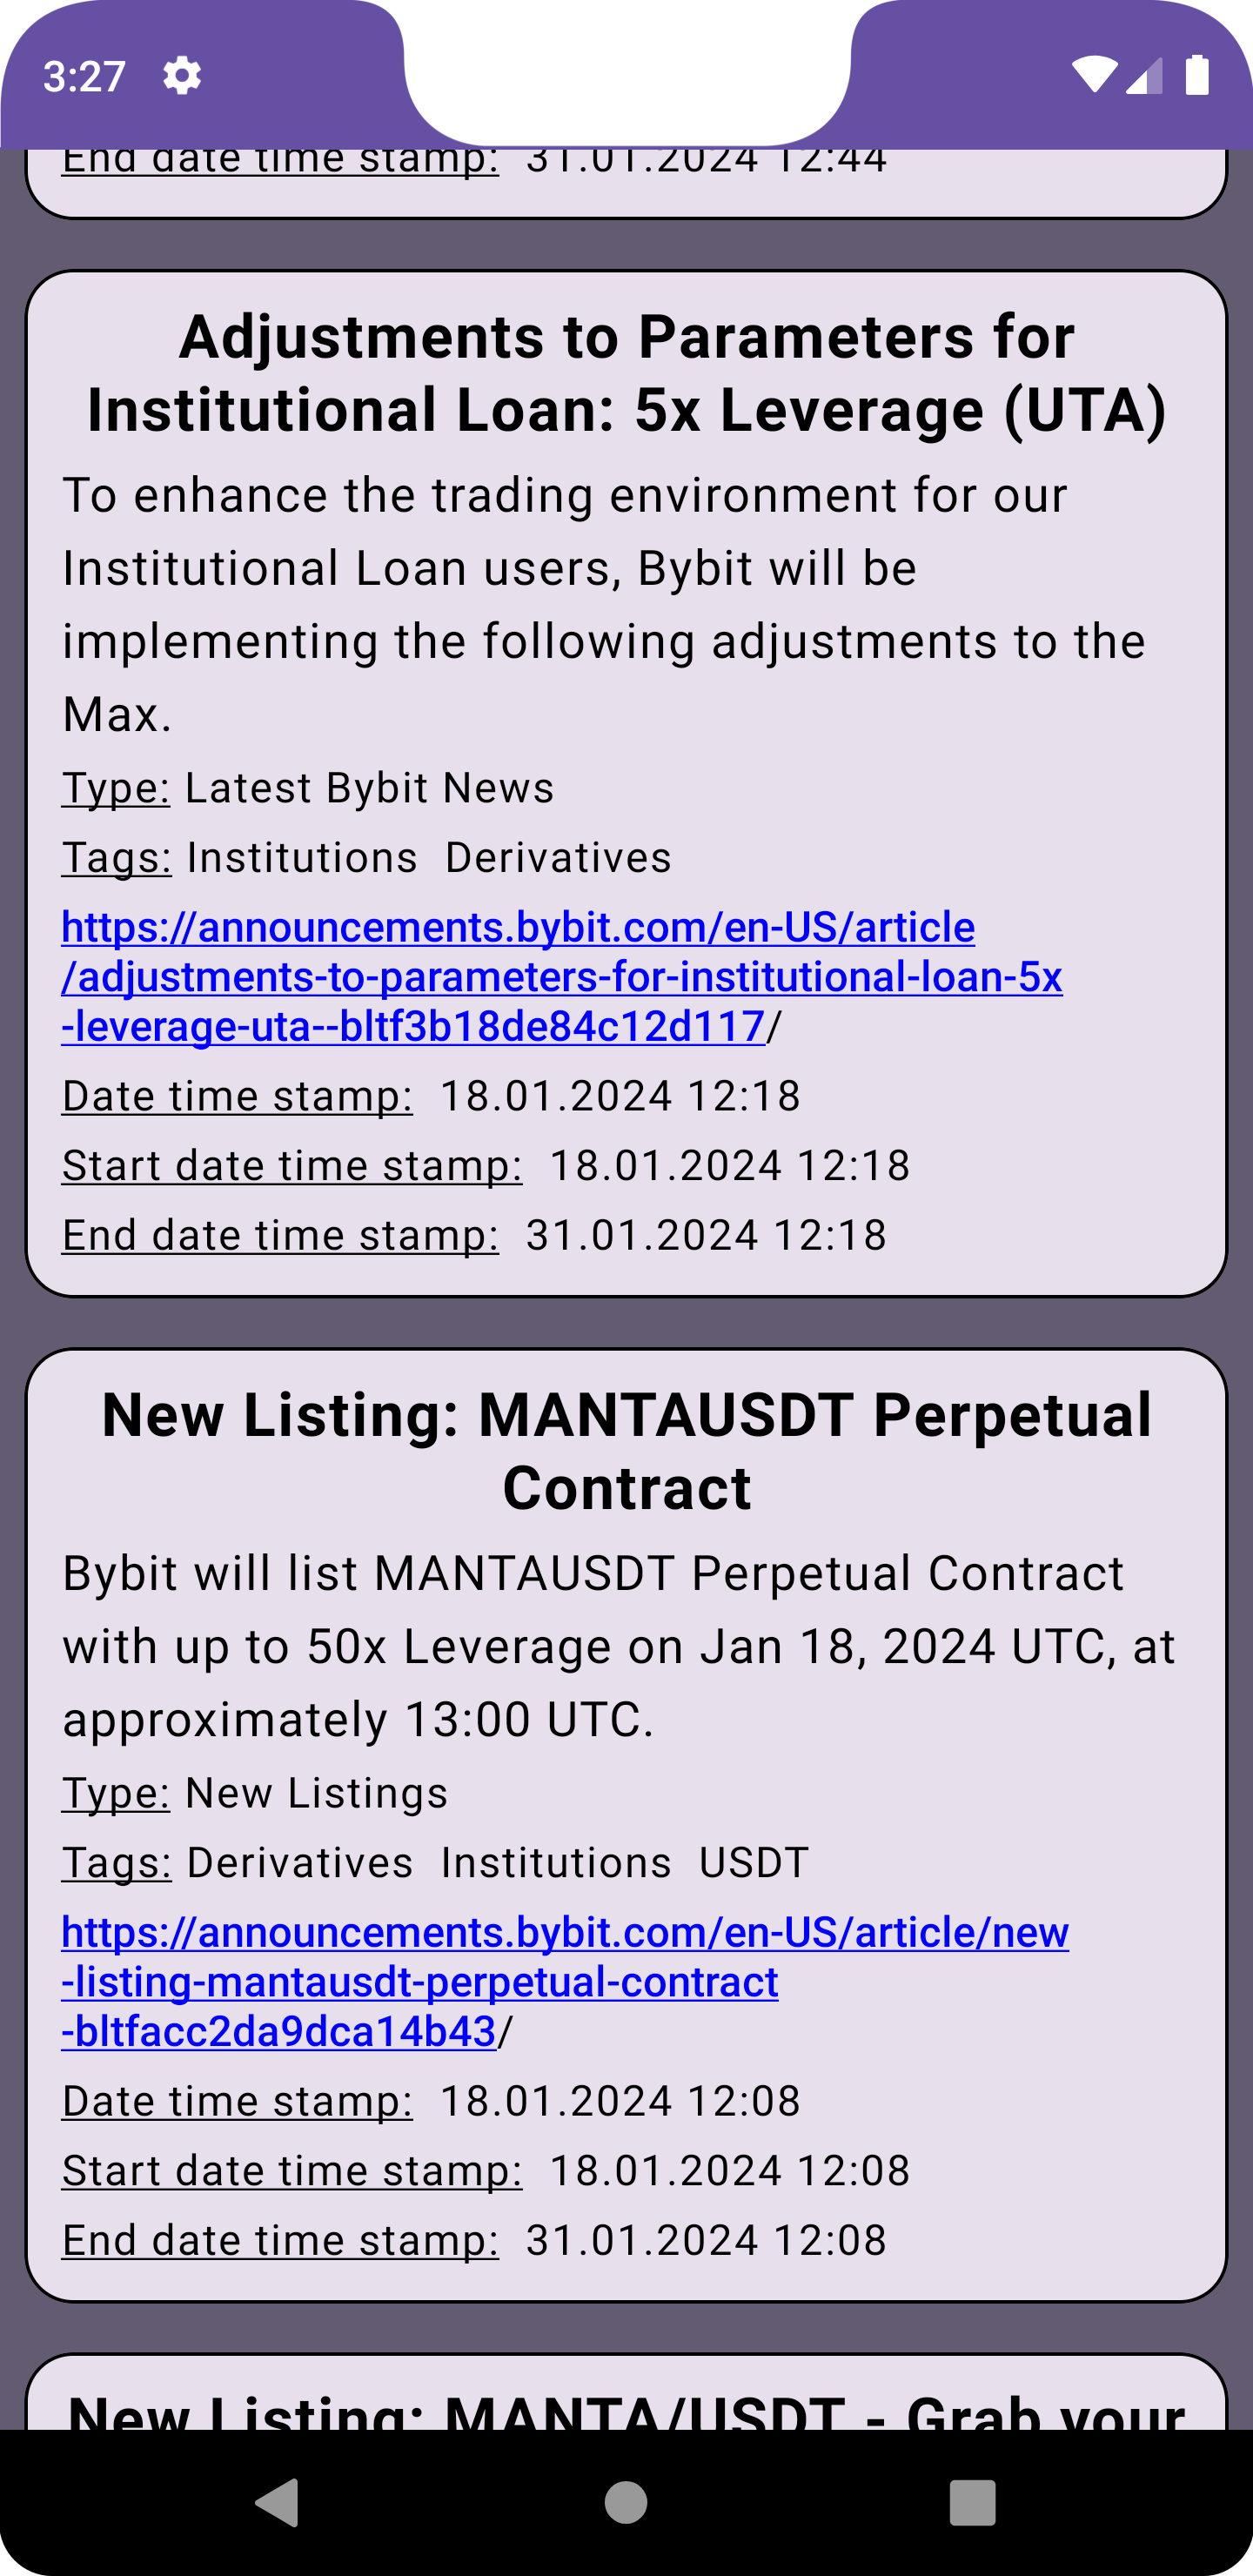 3:27
End date time stamp: 31.01.2024 12:44
Adjustments to Parameters for
Institutional Loan: 5x Leverage (UTA)
To enhance the trading environment for our
Institutional Loan users, Bybit will be
implementing the following adjustments to the
Max.
Type: Latest Bybit News
Tags: Institutions Derivatives
https://announcements.bybit.com/en-US/article
/adjustments-to-parameters-for-institutional-loan-5x
-leverage-uta--bltf3b18de84c12d117/
Date time stamp: 18.01.2024 12:18
Start date time stamp: 18.01.2024 12:18
End date time stamp: 31.01.2024 12:18
New Listing: MANTAUSDT Perpetual
Contract
Bybit will list MANTAUSDT Perpetual Contract
with up to 50x Leverage on Jan 18, 2024 UTC, at
approximately 13:00 UTC.
Type: New Listings
Tags: Derivatives Institutions USDT
https://announcements.bybit.com/en-US/article/new
-listing-mantausdt-perpetual-contract
-bltfacc2da9dca14b43/
Date time stamp: 18.01.2024 12:08
Start date time stamp: 18.01.2024 12:08
End date time stamp: 31.01.2024 12:08
New Listing: MANTA/USDT - Grab your